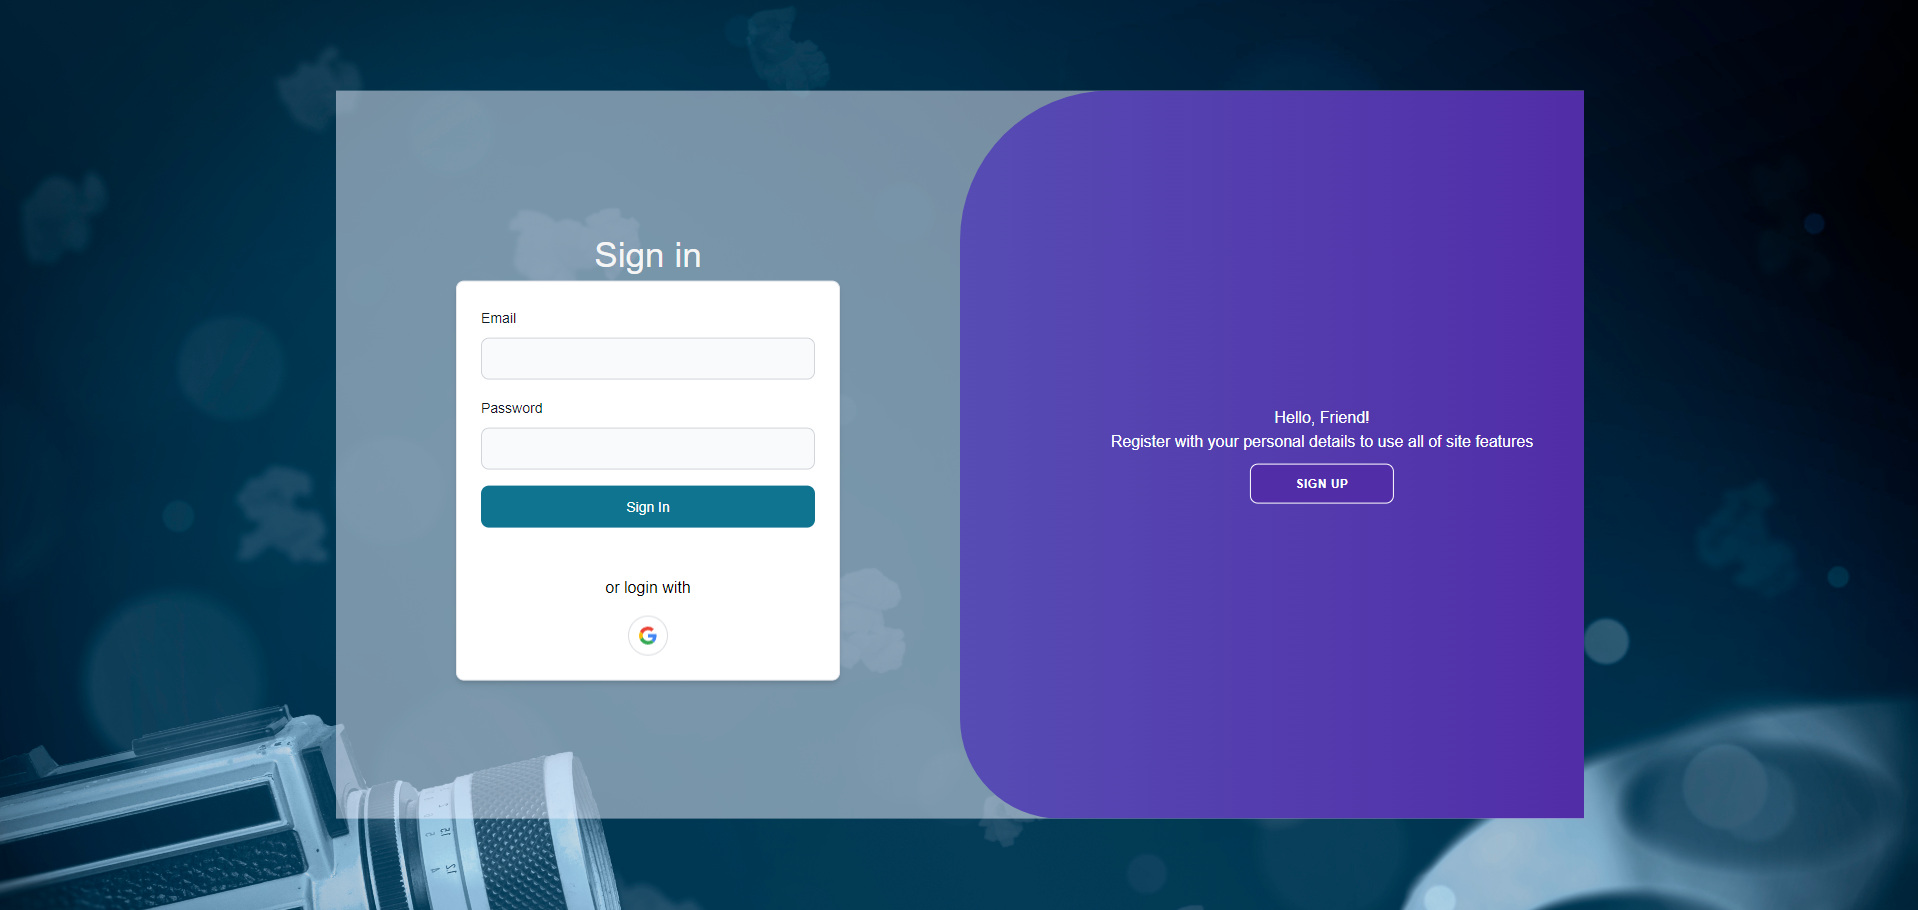 Sign in
Email
Password
Sign In
or login with
Hello, Friend!
Register with your personal details to use all of site features
SIGN UP